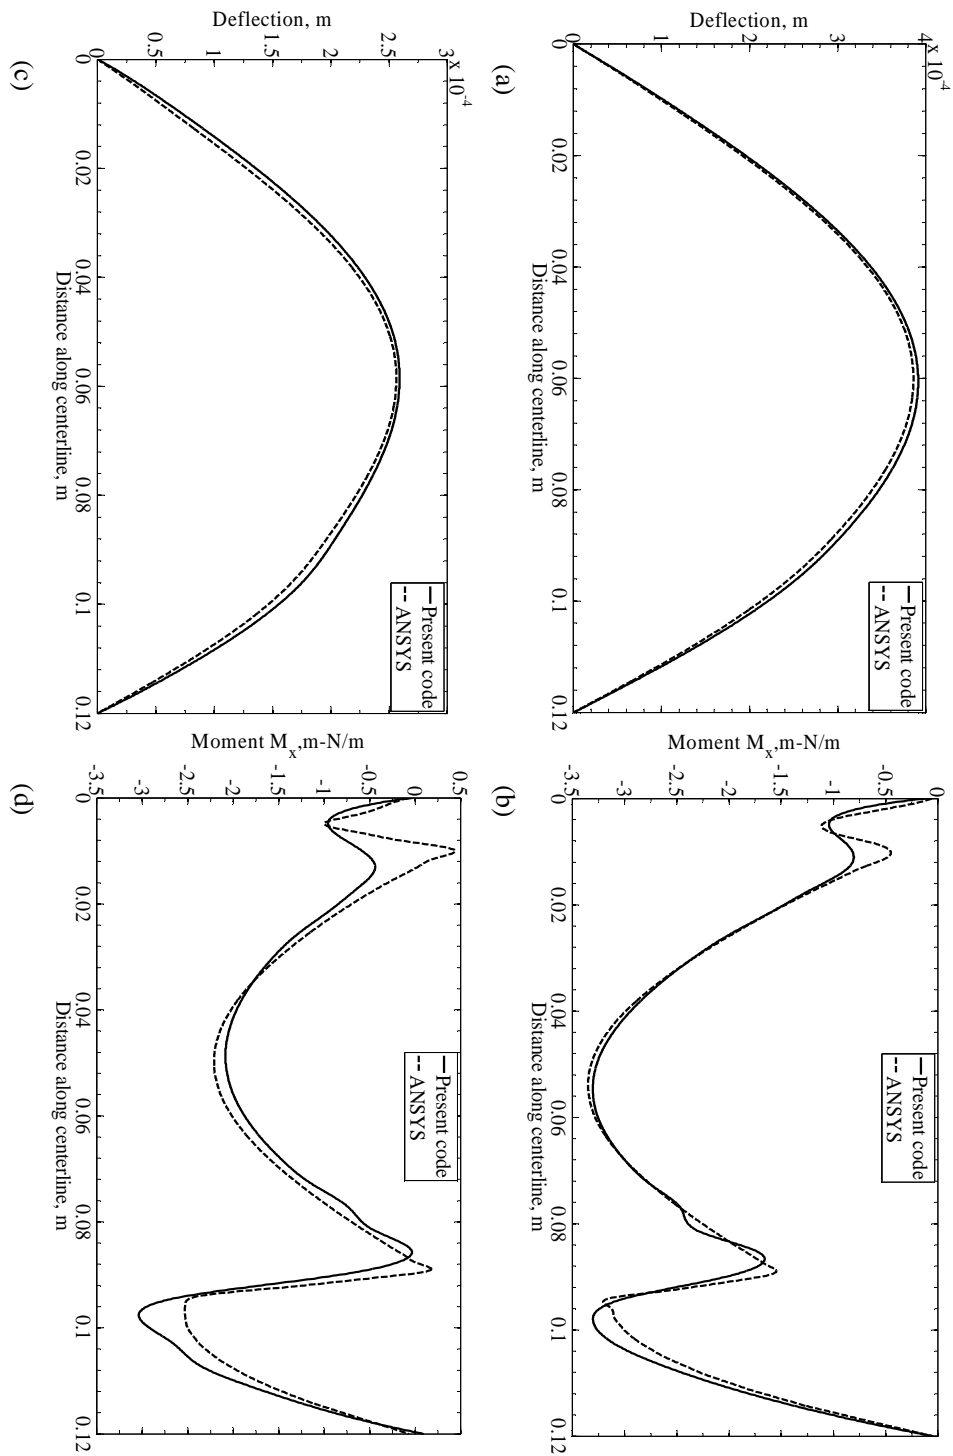 x 10-4
4
3
2
1
0
Deflection, m
0
0.02
0.04
0.06
0.08
0.1
0.12
Distance along centerline, m
Present code
ANSYS
(a)
0
-0.5
-1
-1.5
-2
-2.5
-3
-3.5
Moment Mx,m-N/m
0
0.02
0.04
0.06
0.08
0.1
0.12
Distance along centerline, m
Present code
ANSYS
(b)
x 10-4
3
2.5
2
1.5
1
0.5
0
Deflection, m
0
0.02
0.04
0.06
0.08
0.1
0.12
Distance along centerline, m
Present code
ANSYS
(c)
0.5
0
-0.5
-1
-1.5
-2
-2.5
-3
-3.5
Moment Mx,m-N/m
0
0.02
0.04
0.06
0.08
0.1
0.12
Distance along centerline, m
Present code
ANSYS
(d)